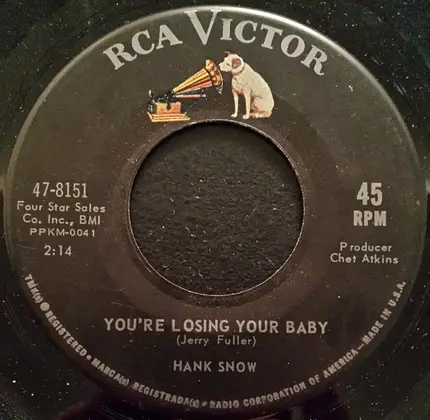 RCA VICTOR
47-8151
Four Star Sales
Co. Inc., BMI
PPKM-0041
2:14
45
RPM
Producer
Chet Atkins
YOU'RE LOSING YOUR BABY
(Jerry Fuller)
HANK SNOW
TMK(s) ® REGISTERED • MARCA(s) REGISTRADA(s) • RADIO CORPORATION OF AMERICA—MADE IN U.S.A.